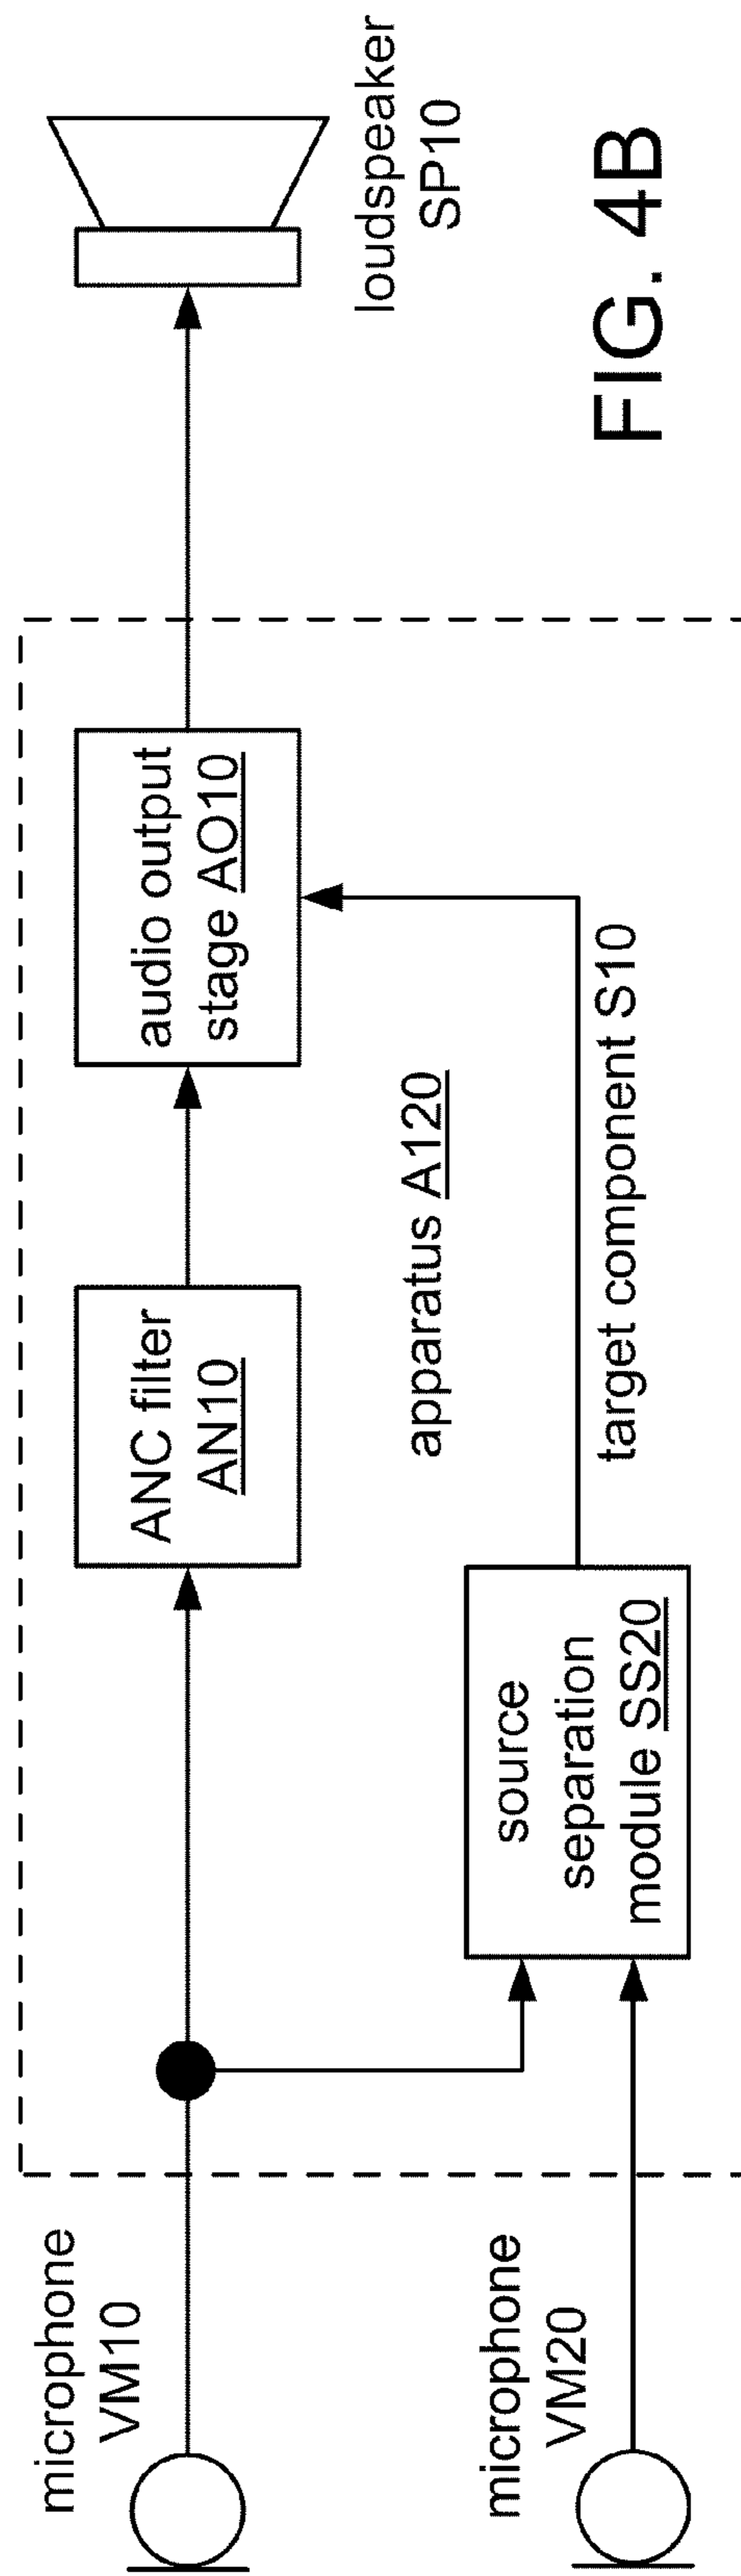 microphone
VM10
microphone
VM20
ANC filter
AN10
audio output
stage AO10
source
separation
module SS20
apparatus A120
target component S10
loudspeaker
SP10
FIG. 4B